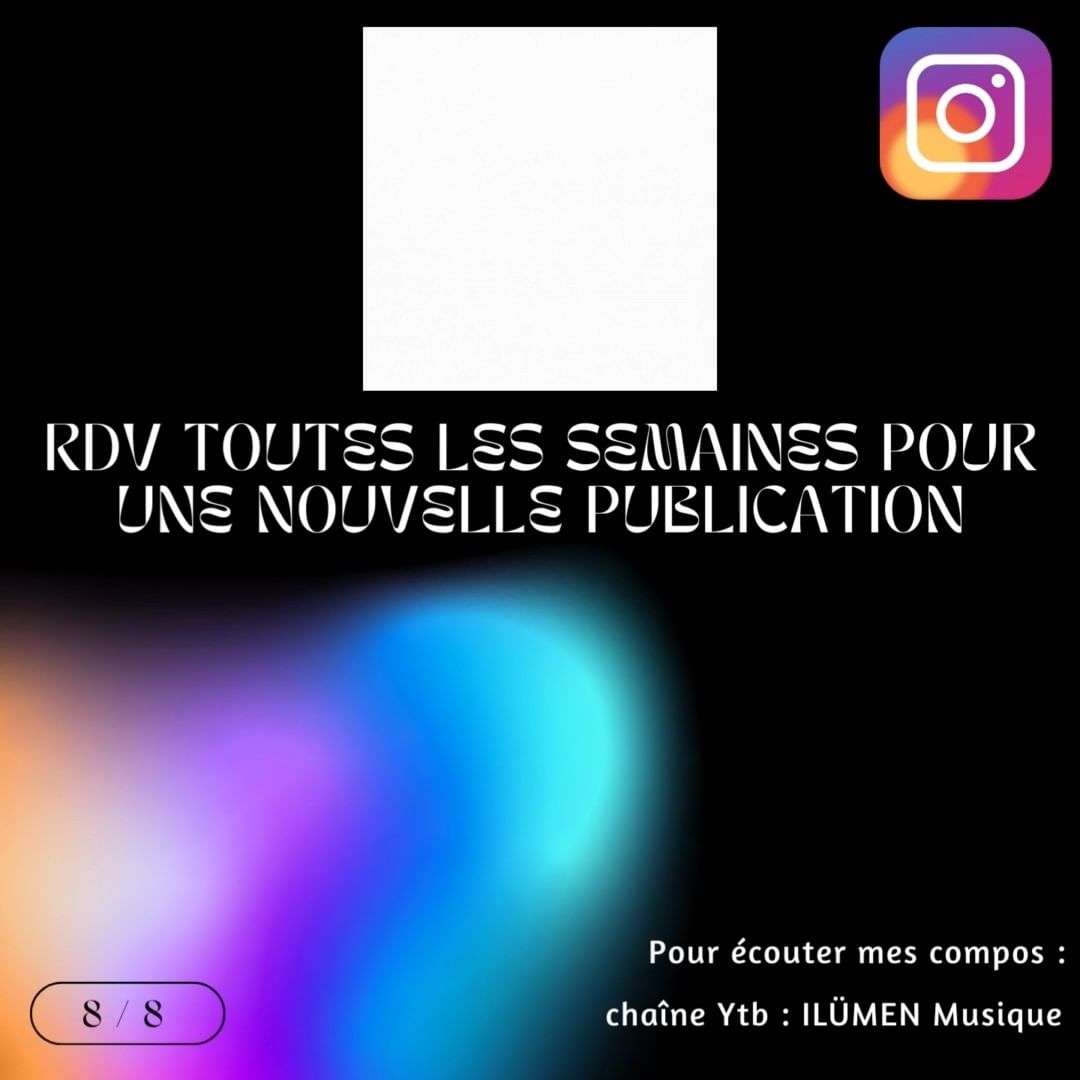 RDV TOUTES LES SEMAINES POUR
UNE NOUVELLE PUBLICATION
Pour écouter mes compos :
chaîne Ytb : ILÜMEN Musique
8 / 8